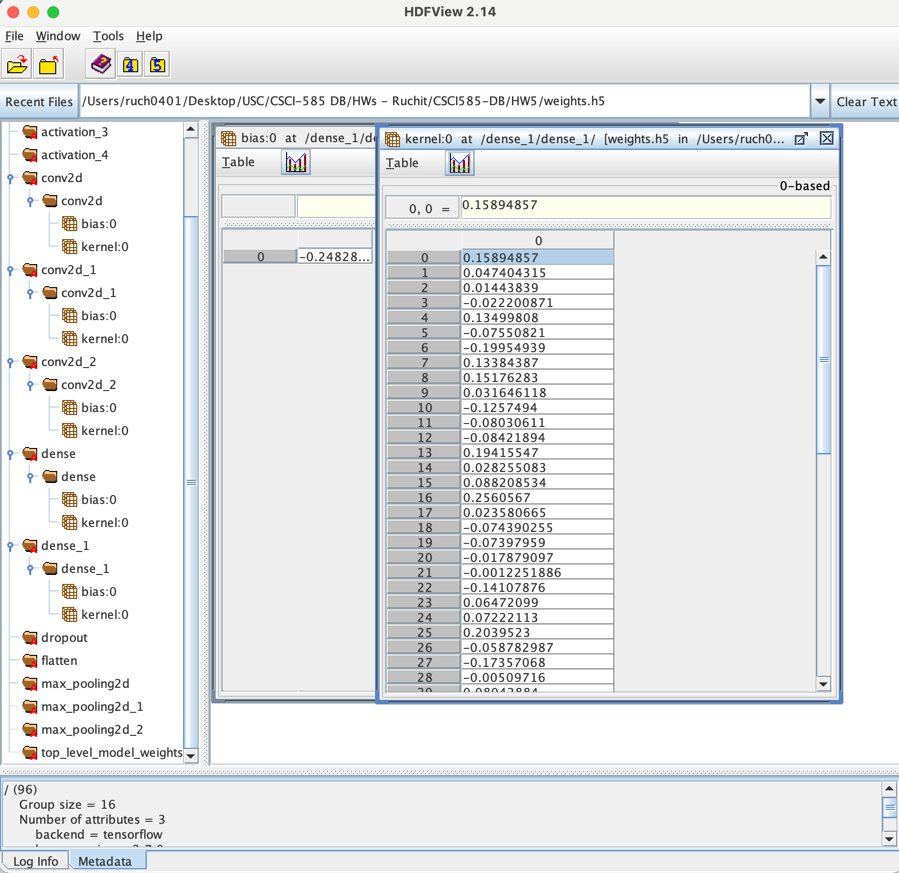 HDFView 2.14
File Window Tools Help
4 5
Recent Files /Users/ruch0401/Desktop/USC/CSCI-585 DB/HWs - Ruchit/CSCI585-DB/HW5/weights.h5 Clear Text
activation_3
activation_4
conv2d
conv2d
bias:0
kernel:0
conv2d_1
conv2d_1
bias:0
kernel:0
conv2d_2
conv2d_2
bias:0
kernel:0
dense
dense
bias:0
kernel:0
dense_1
dense_1
bias:0
kernel:0
dropout
flatten
max_pooling2d
max_pooling2d_1
max_pooling2d_2
top_level_model_weights
bias:0 at /dense_1/de
Table
0 -0.24828...
kernel:0 at /dense_1/dense_1/ [weights.h5 in /Users/ruch0...
Table
0-based
0, 0 = 0.15894857
0
0 0.15894857
1 0.047404315
2 0.01443839
3 -0.022200871
4 0.13499808
5 -0.07550821
6 -0.19954939
7 0.13384387
8 0.15176283
9 0.031646118
10 -0.1257494
11 -0.08030611
12 -0.08421894
13 0.19415547
14 0.028255083
15 0.088208534
16 0.2560567
17 0.023580665
18 -0.074390255
19 -0.07397959
20 -0.017879097
21 -0.0012251886
22 -0.14107876
23 0.06472099
24 0.07222113
25 0.2039523
26 -0.058782987
27 -0.17357068
28 -0.00509716
/ (96)
Group size = 16
Number of attributes = 3
backend = tensorflow
Log Info Metadata